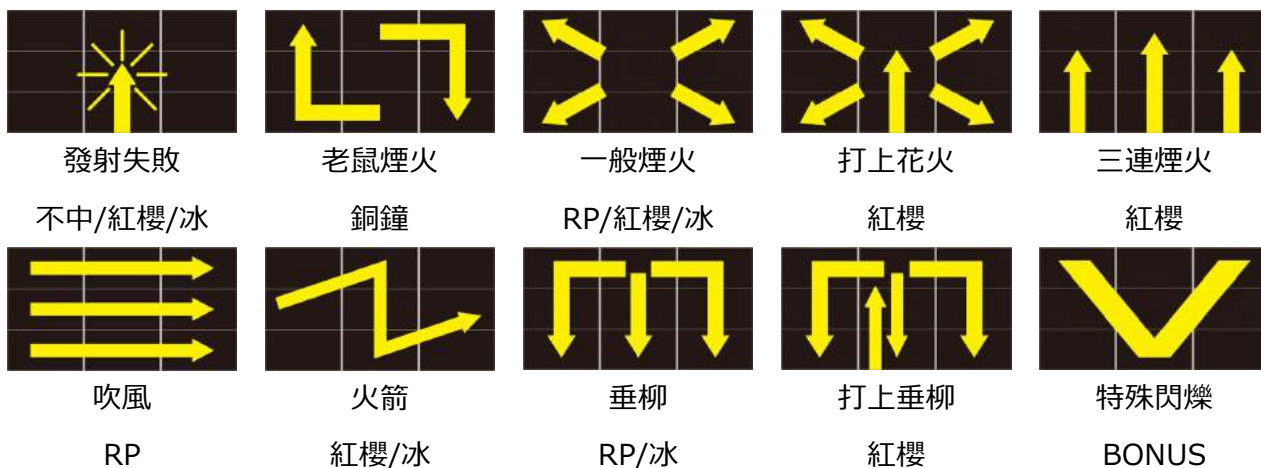 發射失敗 老鼠煙火 一般煙火 打上花火 三連煙火
不中/紅櫻/冰 銅鐘 RP/紅櫻/冰 紅櫻 紅櫻
吹風 火箭 垂柳 打上垂柳 特殊閃爍
RP 紅櫻/冰 RP/冰 紅櫻 BONUS